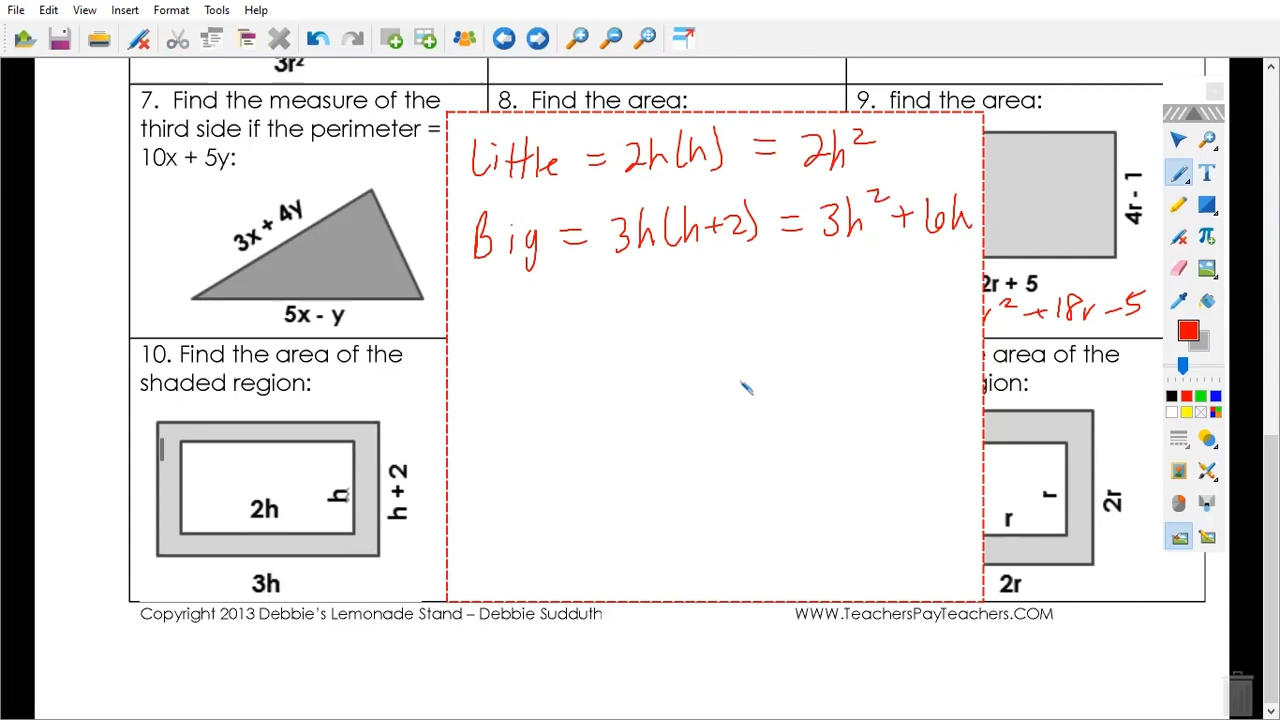 File Edit View Insert Format Tools Help
3r²
7. Find the measure of the
third side if the perimeter =
10x + 5y:
3x + 4y
5x - y
8. Find the area:
9. find the area:
4r - 1
2r + 5
r² + 18r - 5
Little = 2h(h) = 2h²
Big = 3h(h+2) = 3h² + 6h
10. Find the area of the
shaded region:
2h
h
h + 2
3h
area of the
gion:
r
r
2r
2r
Copyright 2013 Debbie's Lemonade Stand – Debbie Sudduth
WWW.TeachersPayTeachers.COM